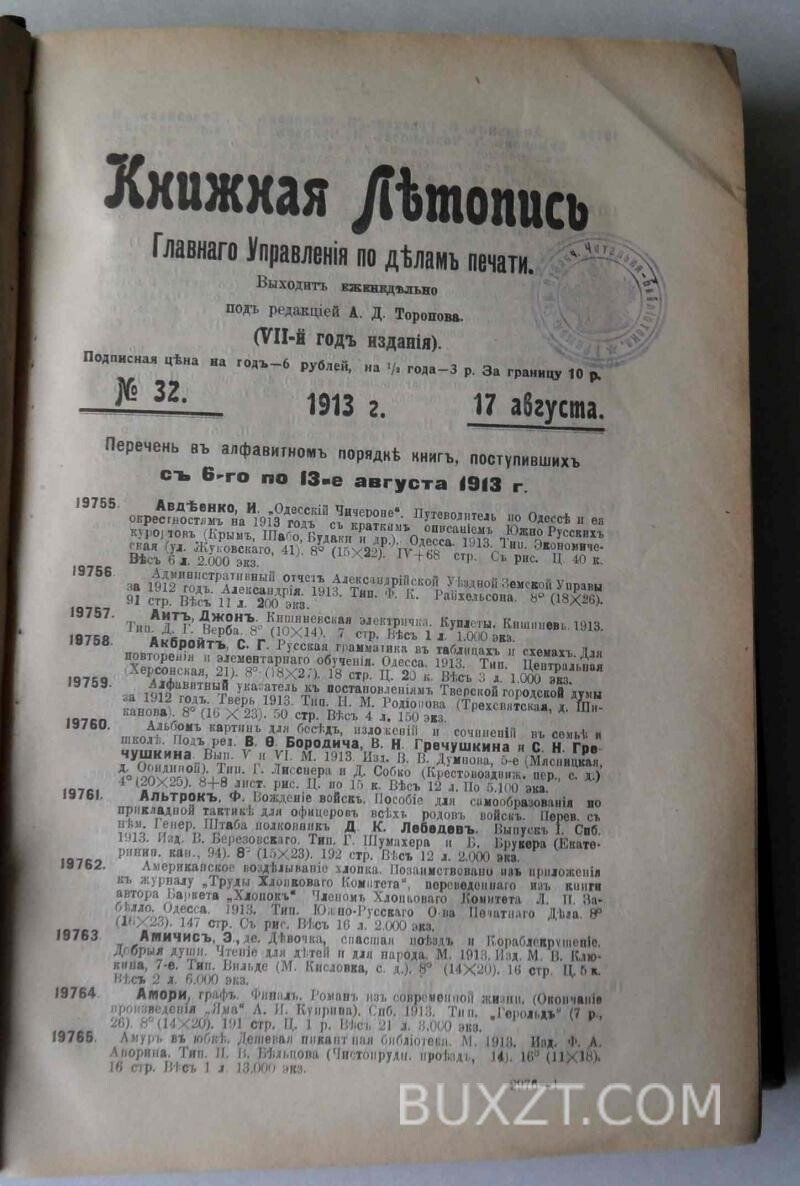 Книжная Лѣтопись
Главнаго Управленія по дѣламъ печати.
Выходитъ еженедѣльно
подъ редакціей А. Д. Торопова.
(VII-й годъ изданія).
Подписная цѣна на годъ—6 рублей, на ½ года—3 р. За границу 10 р.
№ 32. 1913 г. 17 августа.
Перечень въ алфавитномъ порядкѣ книгъ, поступившихъ
съ 6-го по 13-е августа 1913 г.
19755. Авдѣенко, И. „Одесскій Чичероне“. Путеводитель по Одессѣ и ея
окрестностямъ на 1913 годъ съ краткимъ описаніемъ Южно Русскихъ
курортовъ (Крымъ, Шабо, Будаки и др.). Одесса. 1913. Тип. Экономиче-
ская (ул. Жуковскаго, 41). 8° (15×22). IV+68 стр. Съ рис. Ц. 40 к.
Вѣсъ 6 л. 2.000 экз.
19756. Административный отчетъ Александрійской Уѣздной Земской Управы
за 1912 годъ. Александрія. 1913. Тип. Ф. К. Райхельсона. 8° (18×26).
91 стр. Вѣсъ 11 л. 200 экз.
19757. Аитъ, Джонъ. Кишиневская электричка. Куплеты. Кишиневъ. 1913.
Тип. Д. Г. Верба. 8° (10×14). 7 стр. Вѣсъ 1 л. 1.000 экз.
19758. Акбройтъ, С. Г. Русская грамматика въ таблицахъ и схемахъ. Для
повторенія и элементарнаго обученія. Одесса. 1913. Тип. Центральная
(Херсонская, 21). 8° (18×27). 18 стр. Ц. 20 к. Вѣсъ 3 л. 1.000 экз.
19759. Алфавитный указатель къ постановленіямъ Тверской городской думы
за 1912 годъ. Тверь 1913. Тип. Н. М. Родіонова (Трехсвятская, д. Ши-
канова). 8° (16 × 23). 50 стр. Вѣсъ 4 л. 150 экз.
19760. Альбомъ картинъ для бесѣдъ, изложеній и сочиненій въ семьѣ и
школѣ. Подъ ред. В. Ѳ. Бородича, В. Н. Гречушкина и С. Н. Гре
чушкина Вып. V и VI. М. 1913. Изд. В. В. Думнова, 5-е (Мясницкая,
д. Обидиной). Тип. Г. Лисснера и Д. Собко (Крестовоздвиж. пер., с. д.)
4° (20×25). 8+8 лист. рис. Ц. по 15 к. Вѣсъ 12 л. По 5.100 экз.
19761. Альтрокъ, Ф. Вожденіе войскъ. Пособіе для самообразованія по
прикладной тактикѣ для офицеровъ всѣхъ родовъ войскъ. Перев. съ
нѣм. Генер. Штаба полковникъ Д. К. Лебедевъ. Выпускъ I. Спб.
1913. Изд. В. Березовскаго. Тип. Г. Шумахера и Б. Брукера (Екате-
ринин. кан., 94). 8° (15×23). 192 стр. Вѣсъ 12 л. 2.000 экз.
19762. Американское воздѣлываніе хлопка. Позаимствовано изъ приложенія
къ журналу „Труды Хлопковаго Комитета“, переведеннаго изъ книги
автора Баркета „Хлопокъ“ Членомъ Хлопковаго Комитета Л. П. За-
бѣлло. Одесса. 1913. Тип. Южно-Русскаго О-ва Печатнаго Дѣла. 8°
(16×23). 147 стр. Съ рис. Вѣсъ 16 л. 2.000 экз.
19763 Амичисъ, Э., де. Дѣвочка, спасшая поѣздъ и Кораблекрушеніе.
Добрыя души. Чтеніе для дѣтей и для народа. М. 1913. Изд. М. В. Клю-
кина, 7-е. Тип. Вильде (М. Кисловка, с. д.). 8° (14×20). 16 стр. Ц. 5 к.
Вѣсъ 2 л. 6.000 экз.
19764 Амори, графъ. Финалъ. Романъ изъ современной жизни. (Окончаніе
произведенія „Яма“ А. И. Куприна). Спб. 1913. Тип. „Герольдъ“ (7 р.,
26). 8° (14×20). 191 стр. Ц. 1 р. Вѣсъ 21 л. 3.000 экз.
19765. Амуръ въ юбкѣ. Дешевая пикантная библіотека. М. 1913. Изд. Ф. А.
Апорина. Тип. П. В. Бѣльцова (Чистопрудн. проѣздъ, 14). 16° (11×18).
16 стр. Вѣсъ 1 л. 13.000 экз.
BUXZT.COM